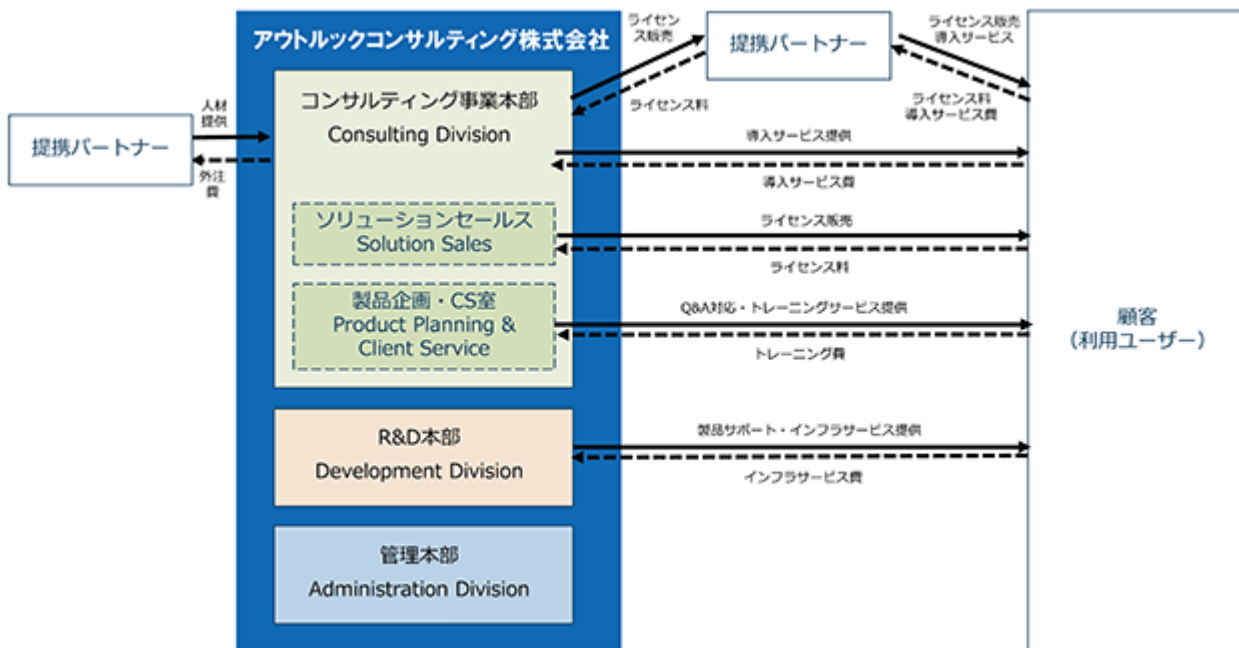 アウトルックコンサルティング株式会社
コンサルティング事業本部
Consulting Division
ソリューションセールス
Solution Sales
製品企画・CS室
Product Planning &
Client Service
R&D本部
Development Division
管理本部
Administration Division
提携パートナー
人材
提供
外注
費
ライセン
ス販売
ライセンス料
提携パートナー
ライセンス販売
導入サービス
ライセンス料
導入サービス費
導入サービス提供
導入サービス費
ライセンス販売
ライセンス料
Q&A対応・トレーニングサービス提供
トレーニング費
製品サポート・インフラサービス提供
インフラサービス費
顧客
（利用ユーザー）